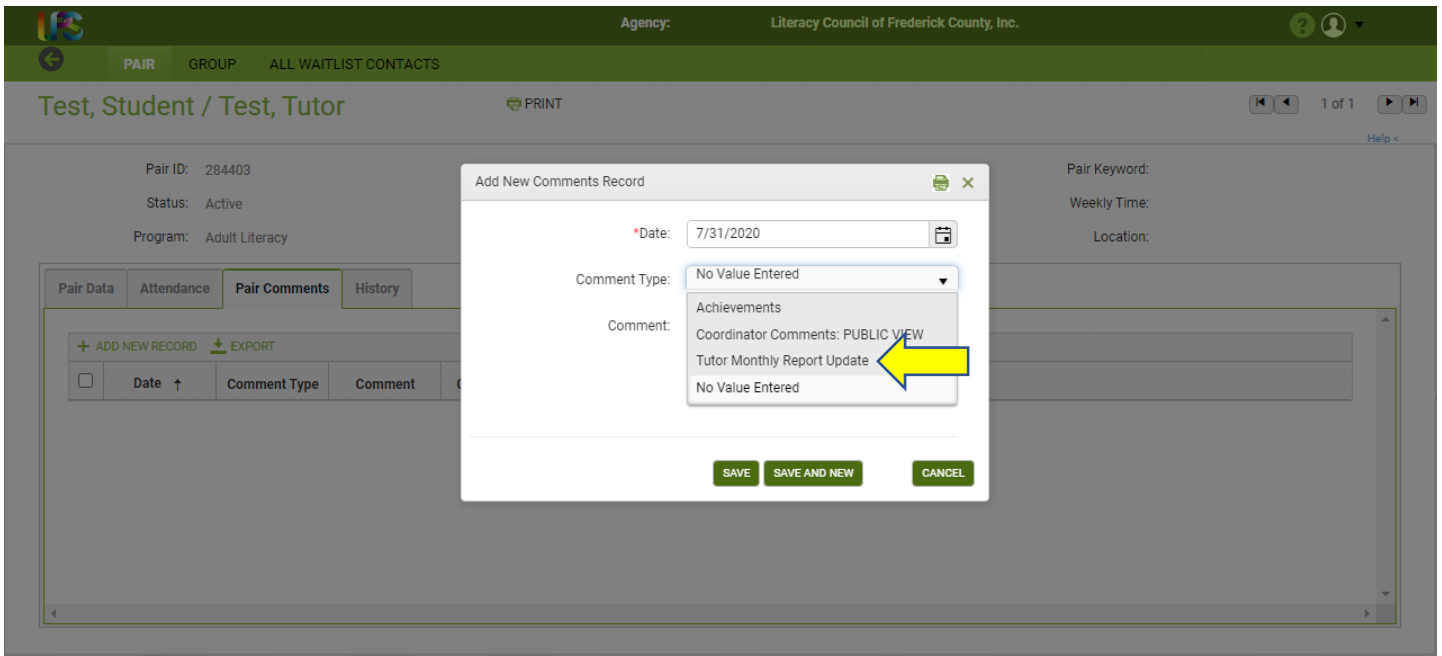 LFS
Agency: Literacy Council of Frederick County, Inc.
?
PAIR GROUP ALL WAITLIST CONTACTS
Test, Student / Test, Tutor PRINT 1 of 1
Help <
Pair ID: 284403 Pair Keyword:
Status: Active Weekly Time:
Program: Adult Literacy Location:
Add New Comments Record
*Date: 7/31/2020
Comment Type: No Value Entered
Achievements
Comment:
Coordinator Comments: PUBLIC VIEW
Tutor Monthly Report Update
No Value Entered
SAVE SAVE AND NEW CANCEL
Pair Data Attendance Pair Comments History
+ ADD NEW RECORD EXPORT
Date ↑ Comment Type Comment